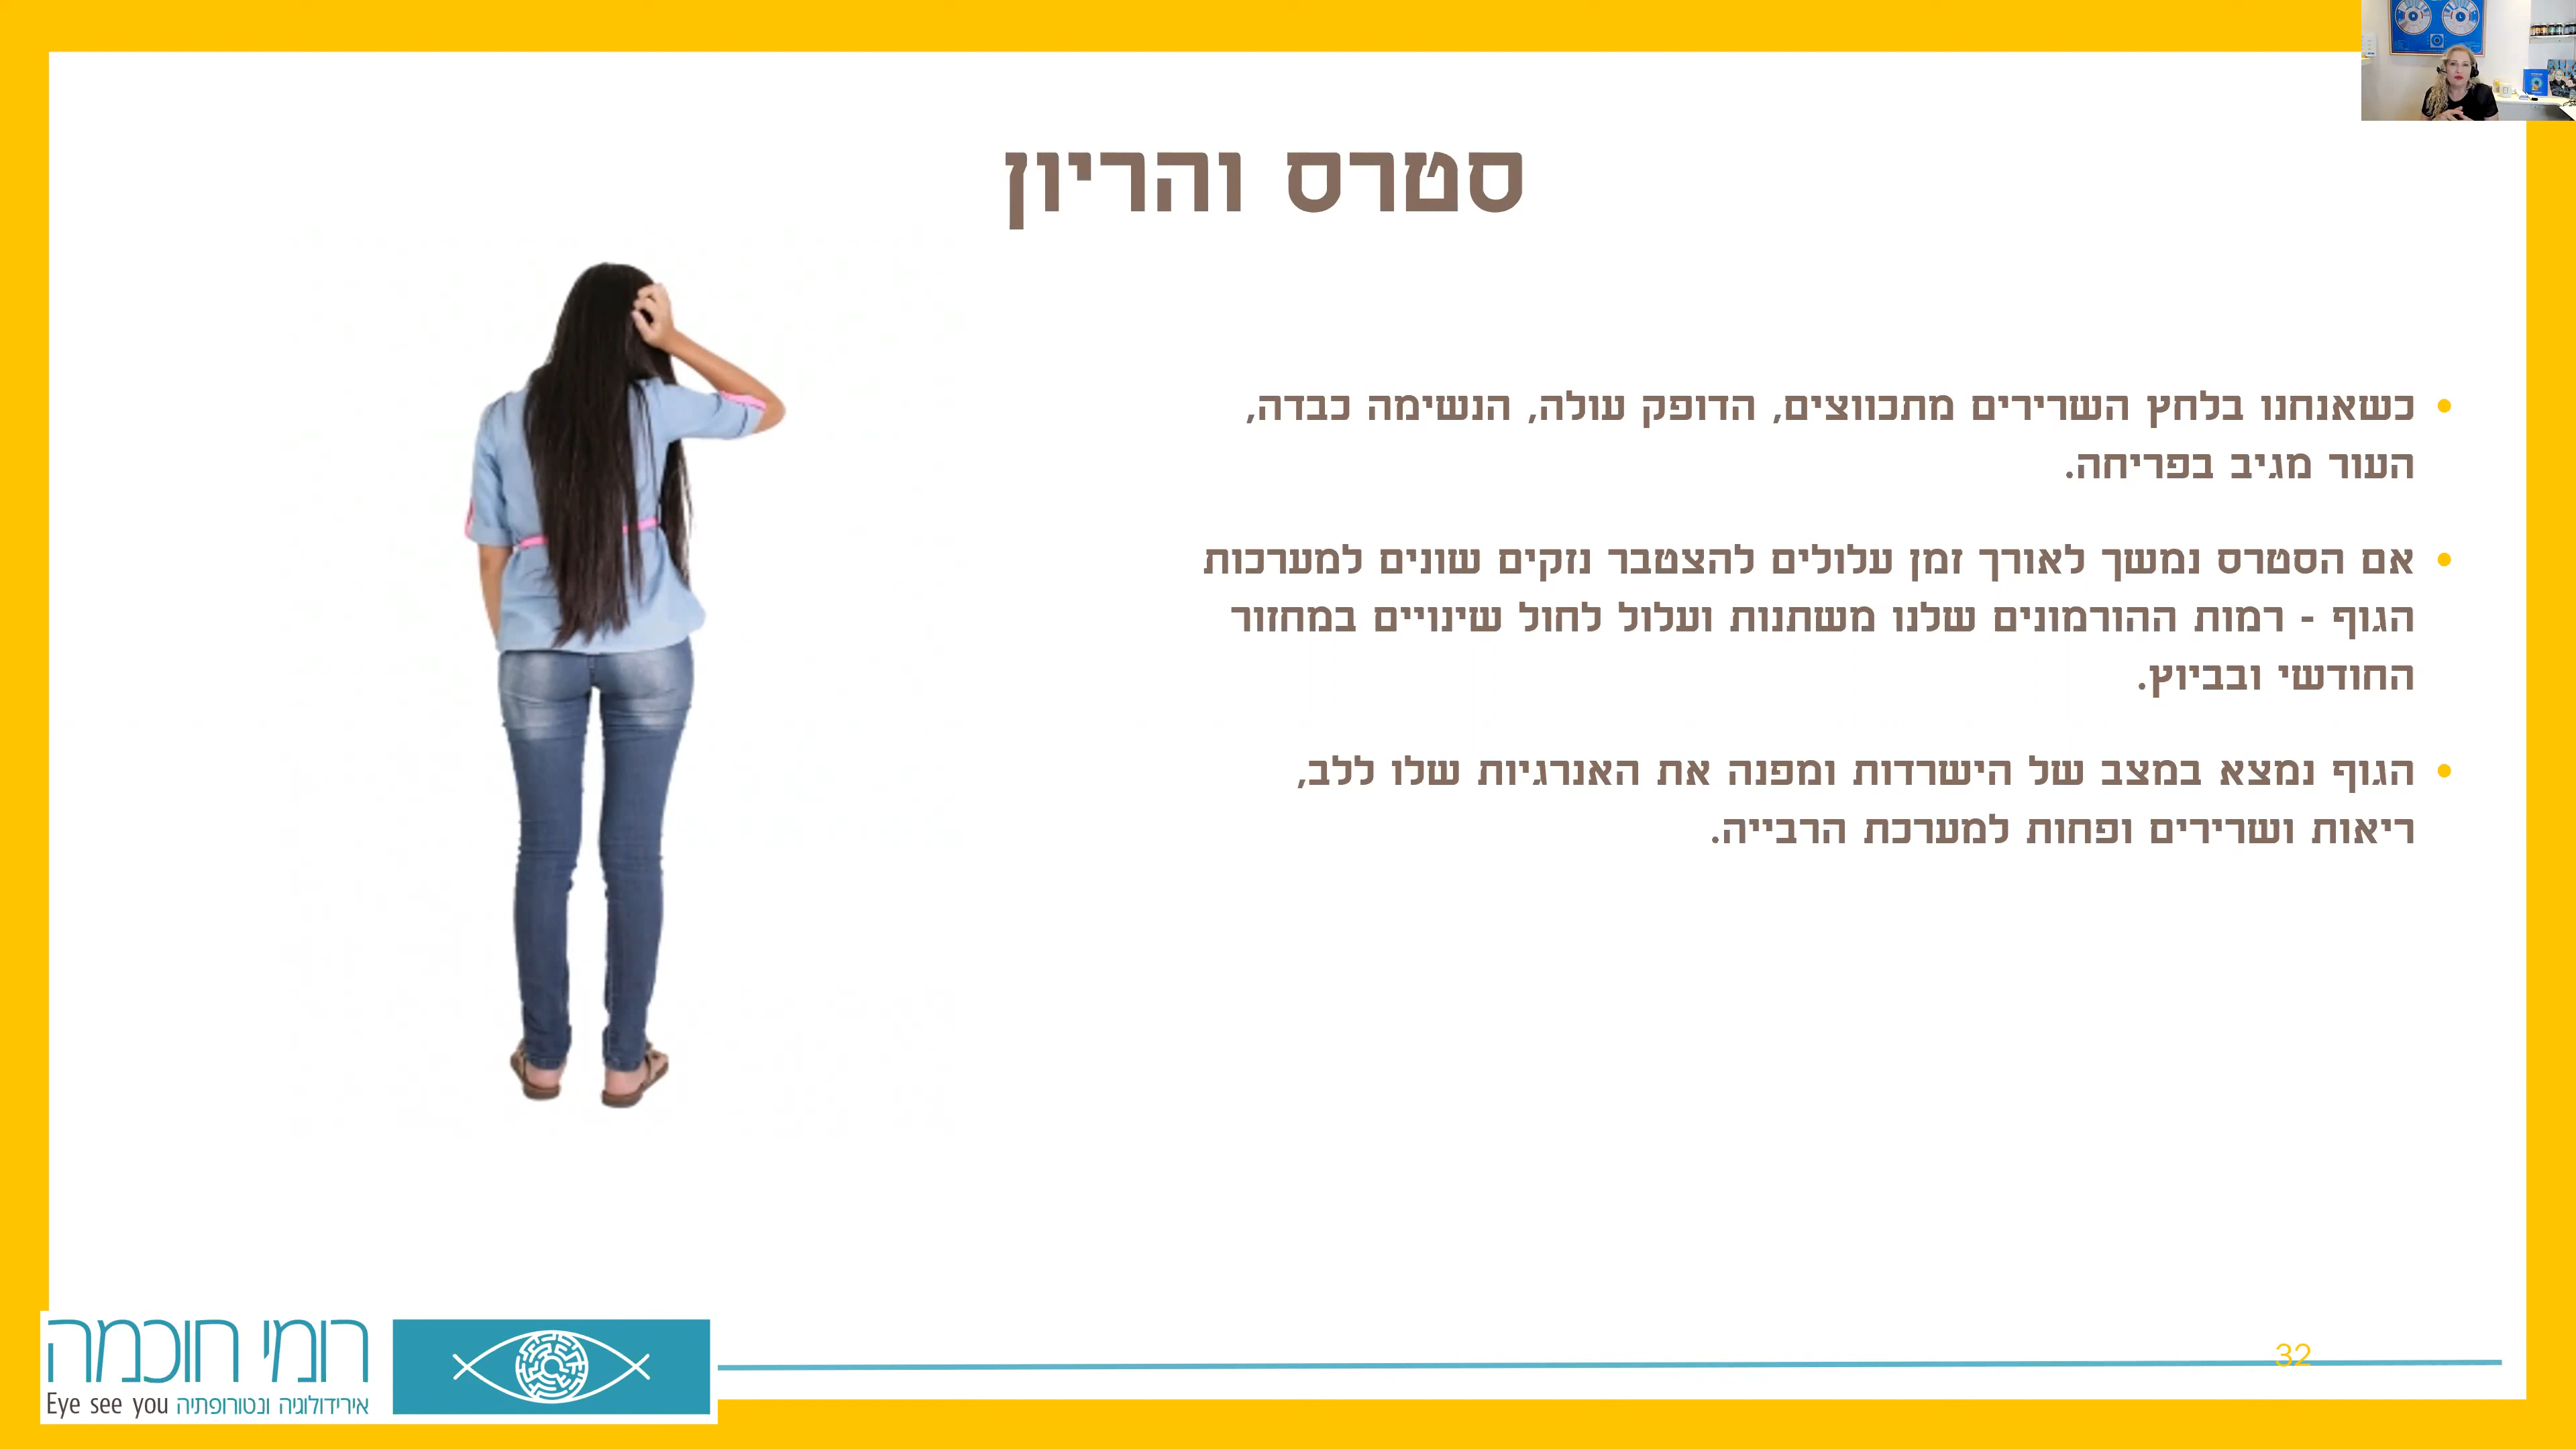 סטרס והריון
• כשאנחנו בלחץ השרירים מתכווצים, הדופק עולה, הנשימה כבדה,
העור מגיב בפריחה.
• אם הסטרס נמשך לאורך זמן עלולים להצטבר נזקים שונים למערכות
הגוף - רמות ההורמונים שלנו משתנות ועלול לחול שינויים במחזור
החודשי ובביוץ.
• הגוף נמצא במצב של הישרדות ומפנה את האנרגיות שלו ללב,
ריאות ושרירים ופחות למערכת הרבייה.
רומי חוכמה
Eye see you אירידולוגיה ונטורופתיה
32